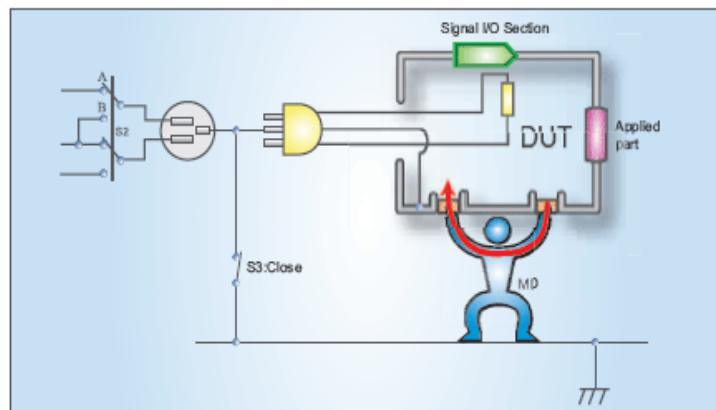 Signal I/O Section
A
B
S2
DUT
Applied
part
S3:Close
MD